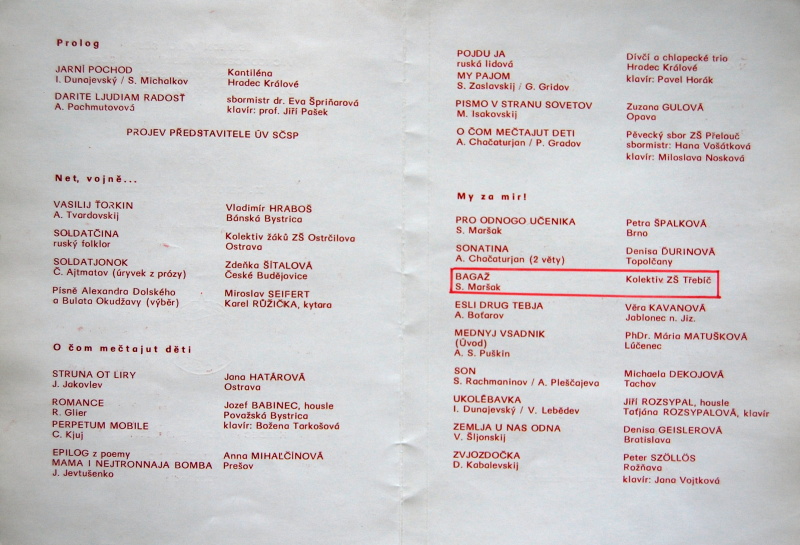 Prolog
JARNÍ POCHOD
I. Dunajevský / S. Michalkov
Kantiléna
Hradec Králové
DARITE LJUDIAM RADOSŤ
A. Pachmutovová
sbormistr dr. Eva Špriňarová
klavír: prof. Jiří Pašek
PROJEV PŘEDSTAVITELE ÚV SČSP
Net, vojně...
VASILIJ ŤORKIN
A. Tvardovskij
Vladimír HRABOŠ
Bánská Bystrica
SOLDATČINA
ruský folklor
Kolektiv žáků ZŠ Ostrčilova
Ostrava
SOLDATJONOK
Č. Ajtmatov (úryvek z prózy)
Zdeňka ŠÍTALOVÁ
České Budějovice
Písně Alexandra Dolského
a Bulata Okudžavy (výběr)
Miroslav SEIFERT
Karel RŮŽIČKA, kytara
O čom mečtajut děti
STRUNA OT LIRY
J. Jakovlev
Jana HATÁROVÁ
Ostrava
ROMANCE
R. Glier
PERPETUM MOBILE
C. Kjuj
Jozef BABINEC, housle
Považská Bystrica
klavír: Božena Tarkošová
EPILOG z poemy
MAMA I NEJTRONNAJA BOMBA
J. Jevtušenko
Anna MIHAĽČÍNOVÁ
Prešov
POJDU JA
ruská lidová
MY PAJOM
S. Zaslavskij / G. Gridov
Dívčí a chlapecké trio
Hradec Králové
klavír: Pavel Horák
PISMO V STRANU SOVETOV
M. Isakovskij
Zuzana GULOVÁ
Opava
O ČOM MEČTAJUT DETI
A. Chačaturjan / P. Gradov
Pěvecký sbor ZŠ Přelouč
sbormistr: Hana Vošátková
klavír: Miloslava Nosková
My za mir!
PRO ODNOGO UČENIKA
S. Maršak
Petra ŠPALKOVÁ
Brno
SONATINA
A. Chačaturjan (2 věty)
Denisa ĎURINOVÁ
Topolčany
BAGAŽ
S. Maršak
Kolektiv ZŠ Třebíč
ESLI DRUG TEBJA
A. Boťarov
Věra KAVANOVÁ
Jablonec n. Jiz.
MEDNYJ VSADNIK
(Úvod)
A. S. Puškin
PhDr. Mária MATUŠKOVÁ
Lúčenec
SON
S. Rachmaninov / A. Pleščajeva
Michaela DEKOJOVÁ
Tachov
UKOLÉBAVKA
I. Dunajevský / V. Leběděv
Jiří ROZSYPAL, housle
Taťjána ROZSYPALOVÁ, klavír
ZEMLJA U NAS ODNA
V. Šljonskij
Denisa GEISLEROVÁ
Bratislava
ZVJOZDOČKA
D. Kabalevskij
Peter SZÖLLÖS
Rožňava
klavír: Jana Vojtková